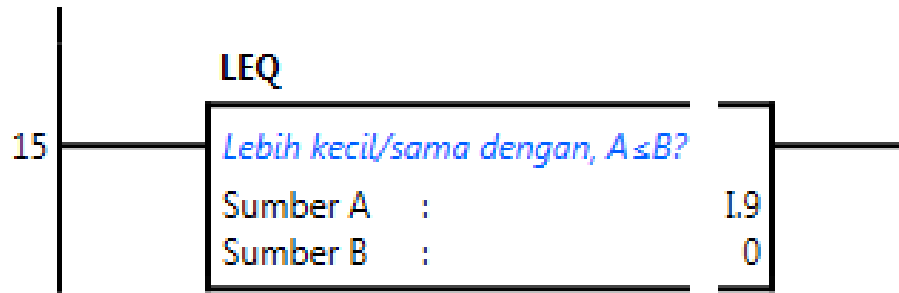 LEQ
15 Lebih kecil/sama dengan, A≤B?
Sumber A : I.9
Sumber B : 0